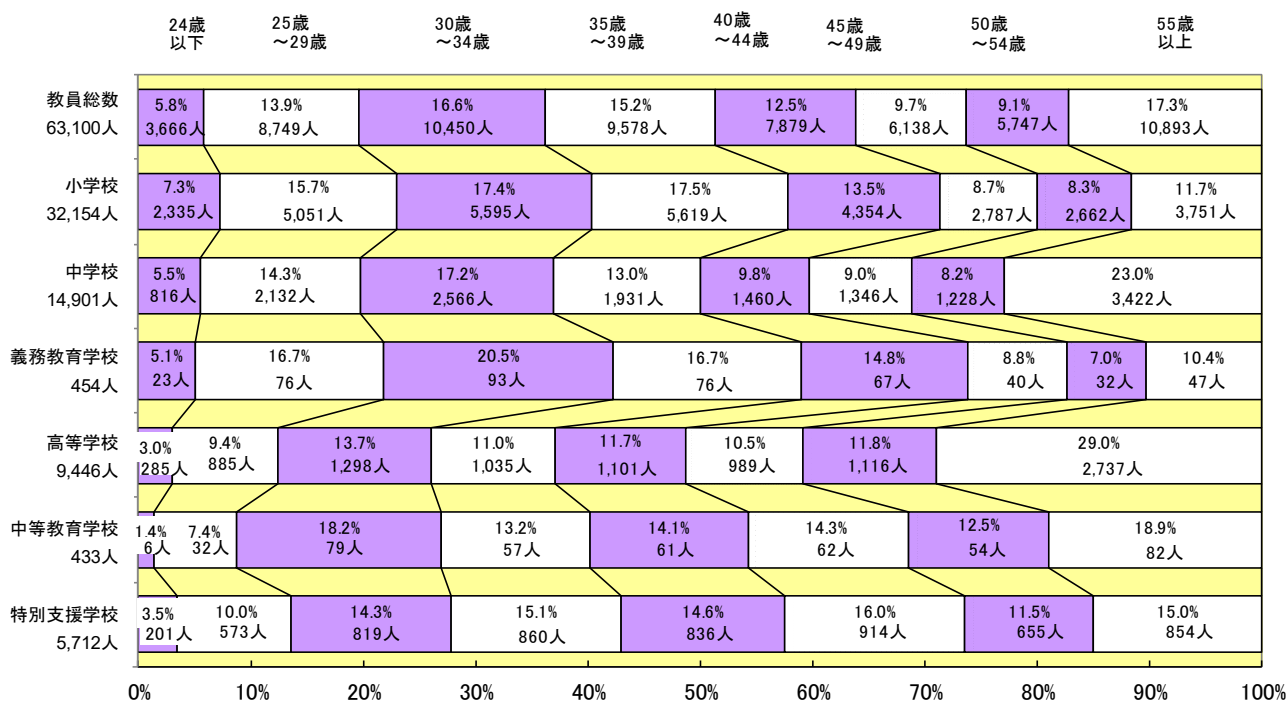 24歳
以下
25歳
～29歳
30歳
～34歳
35歳
～39歳
40歳
～44歳
45歳
～49歳
50歳
～54歳
55歳
以上
教員総数
63,100人
5.8% 13.9% 16.6% 15.2% 12.5% 9.7% 9.1% 17.3%
3,666人 8,749人 10,450人 9,578人 7,879人 6,138人 5,747人 10,893人
小学校
32,154人
7.3% 15.7% 17.4% 17.5% 13.5% 8.7% 8.3% 11.7%
2,335人 5,051人 5,595人 5,619人 4,354人 2,787人 2,662人 3,751人
中学校
14,901人
5.5% 14.3% 17.2% 13.0% 9.8% 9.0% 8.2% 23.0%
816人 2,132人 2,566人 1,931人 1,460人 1,346人 1,228人 3,422人
義務教育学校
454人
5.1% 16.7% 20.5% 16.7% 14.8% 8.8% 7.0% 10.4%
23人 76人 93人 76人 67人 40人 32人 47人
高等学校
9,446人
3.0% 9.4% 13.7% 11.0% 11.7% 10.5% 11.8% 29.0%
285人 885人 1,298人 1,035人 1,101人 989人 1,116人 2,737人
中等教育学校
433人
1.4% 7.4% 18.2% 13.2% 14.1% 14.3% 12.5% 18.9%
6人 32人 79人 57人 61人 62人 54人 82人
特別支援学校
5,712人
3.5% 10.0% 14.3% 15.1% 14.6% 16.0% 11.5% 15.0%
201人 573人 819人 860人 836人 914人 655人 854人
0% 10% 20% 30% 40% 50% 60% 70% 80% 90% 100%